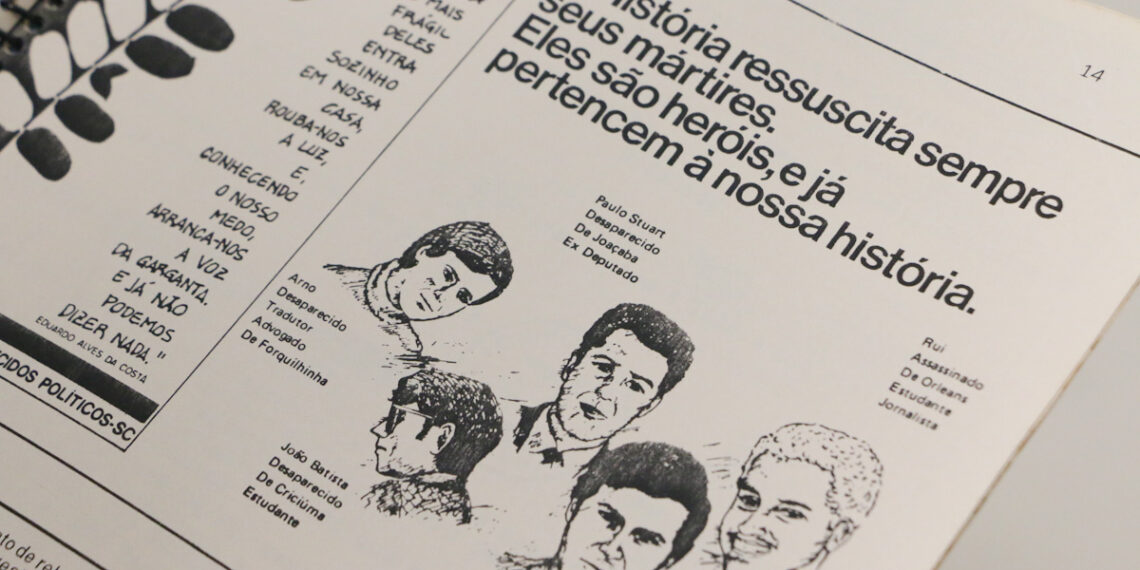 MAIS
FRÁGIL
DELES
ENTRA
SOZINHO
EM NOSSA
CASA,
ROUBA-NOS
A LUZ,
E,
CONHECENDO
O NOSSO
MEDO,
ARRANCA-NOS
A VOZ
DA GARGANTA.
E JÁ NÃO
PODEMOS
DIZER NADA."
EDUARDO ALVES DA COSTA
CIDOS POLÍTICOS·SC
14
história ressuscita sempre
seus mártires.
Eles são heróis, e já
pertencem à nossa história.
Paulo Stuart
Desaparecido
De Joaçaba
Ex Deputado
Arno
Desaparecido
Tradutor
Advogado
De Forquilhinha
Rui
Assassinado
De Orleans
Estudante
Jornalista
João Batista
Desaparecido
De Criciúma
Estudante